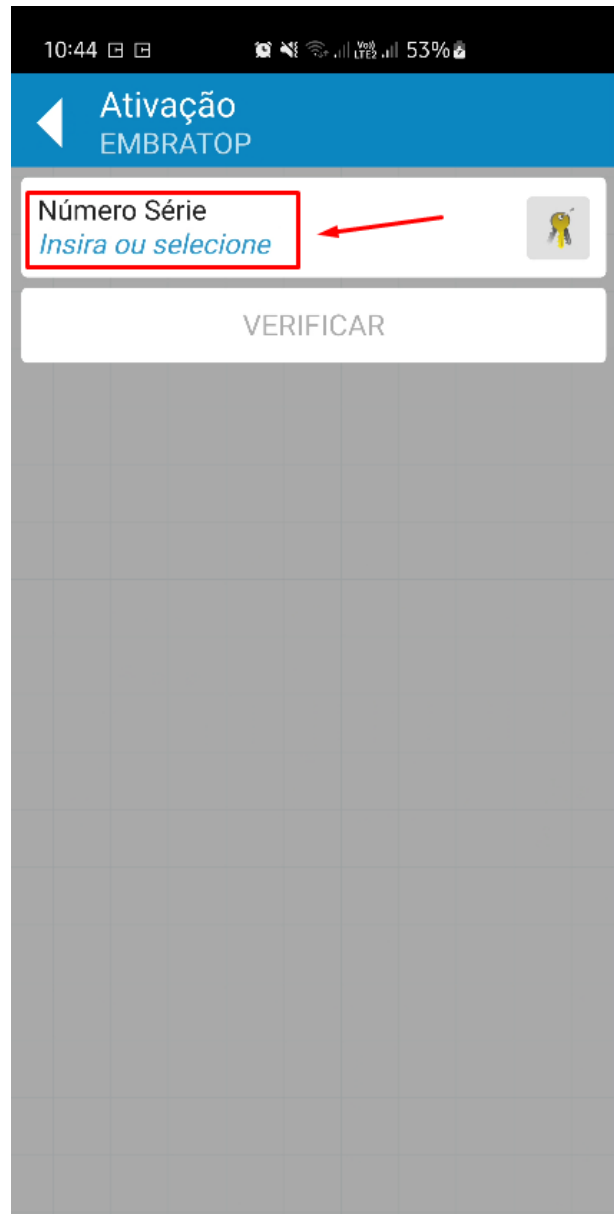 10:44 53%
Ativação
EMBRATOP
Número Série
Insira ou selecione
VERIFICAR